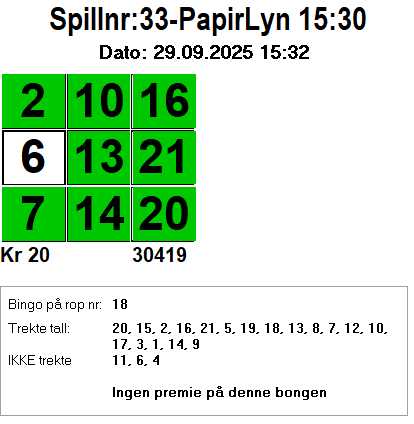 Spillnr:33-PapirLyn 15:30
Dato: 29.09.2025 15:32
2 10 16
6 13 21
7 14 20
Kr 20 30419
Bingo på rop nr: 18
Trekte tall: 20, 15, 2, 16, 21, 5, 19, 18, 13, 8, 7, 12, 10,
17, 3, 1, 14, 9
IKKE trekte 11, 6, 4
Ingen premie på denne bongen